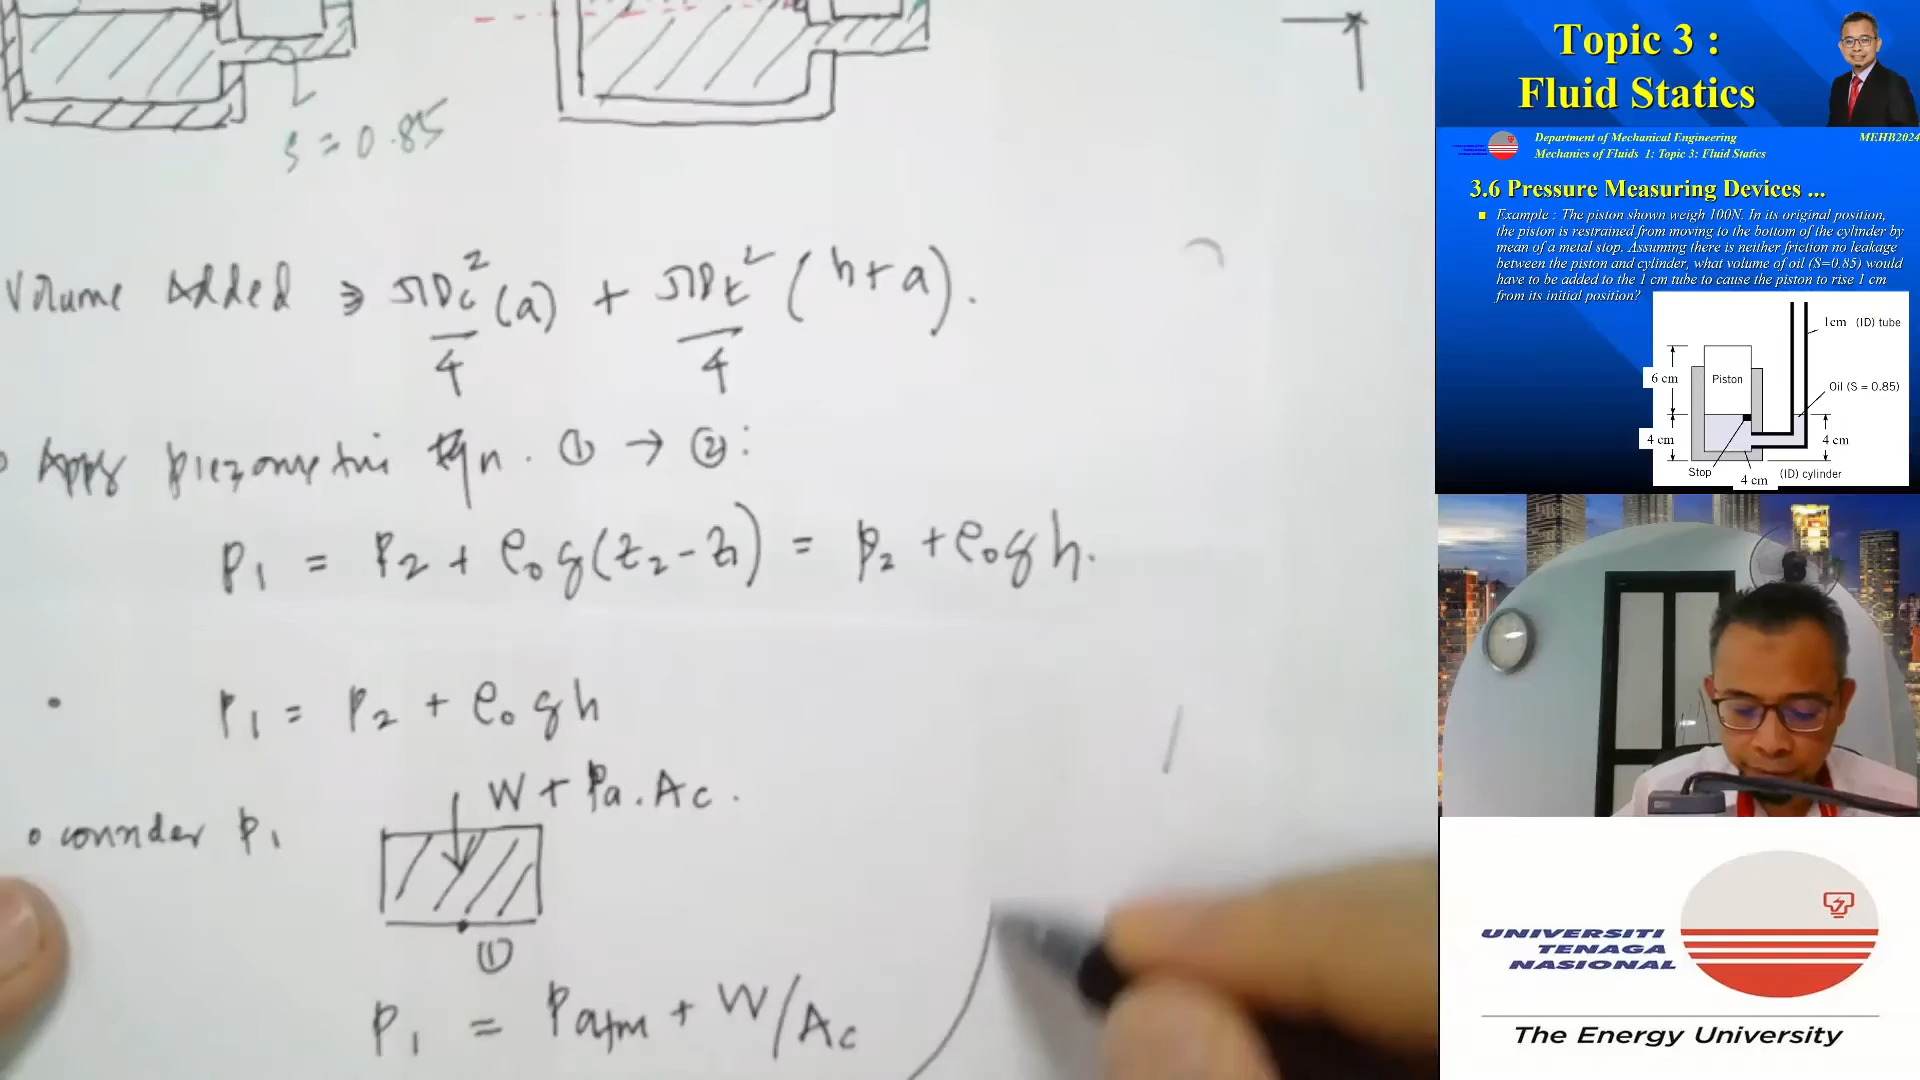 S = 0.85
Volume Added ⇒ πDc²/4 (a) + πDt²/4 (h+a).
Apply piezometric Eqn. ① → ②:
P1 = P2 + ρ0 g(z2 - z1) = P2 + ρ0gh.
P1 = P2 + ρ0gh
W + Pa.Ac.
consider P1
①
P1 = Patm + W/Ac
Topic 3 :
Fluid Statics
Department of Mechanical Engineering
MEHB2024
Mechanics of Fluids 1: Topic 3: Fluid Statics
3.6 Pressure Measuring Devices ...
Example : The piston shown weigh 100N. In its original position,
the piston is restrained from moving to the bottom of the cylinder by
mean of a metal stop. Assuming there is neither friction no leakage
between the piston and cylinder, what volume of oil (S=0.85) would
have to be added to the 1 cm tube to cause the piston to rise 1 cm
from its initial position?
1cm (ID) tube
6 cm
Piston
Oil (S = 0.85)
4 cm
4 cm
Stop
4 cm
(ID) cylinder
UNIVERSITI
TENAGA
NASIONAL
The Energy University